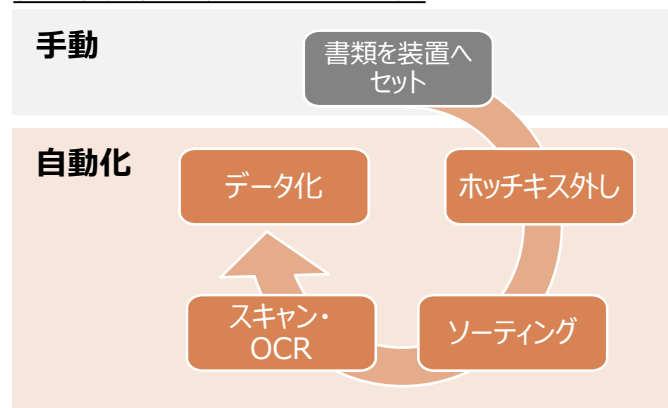 手動
書類を装置へ
セット
自動化
データ化
ホッチキス外し
スキャン・
OCR
ソーティング